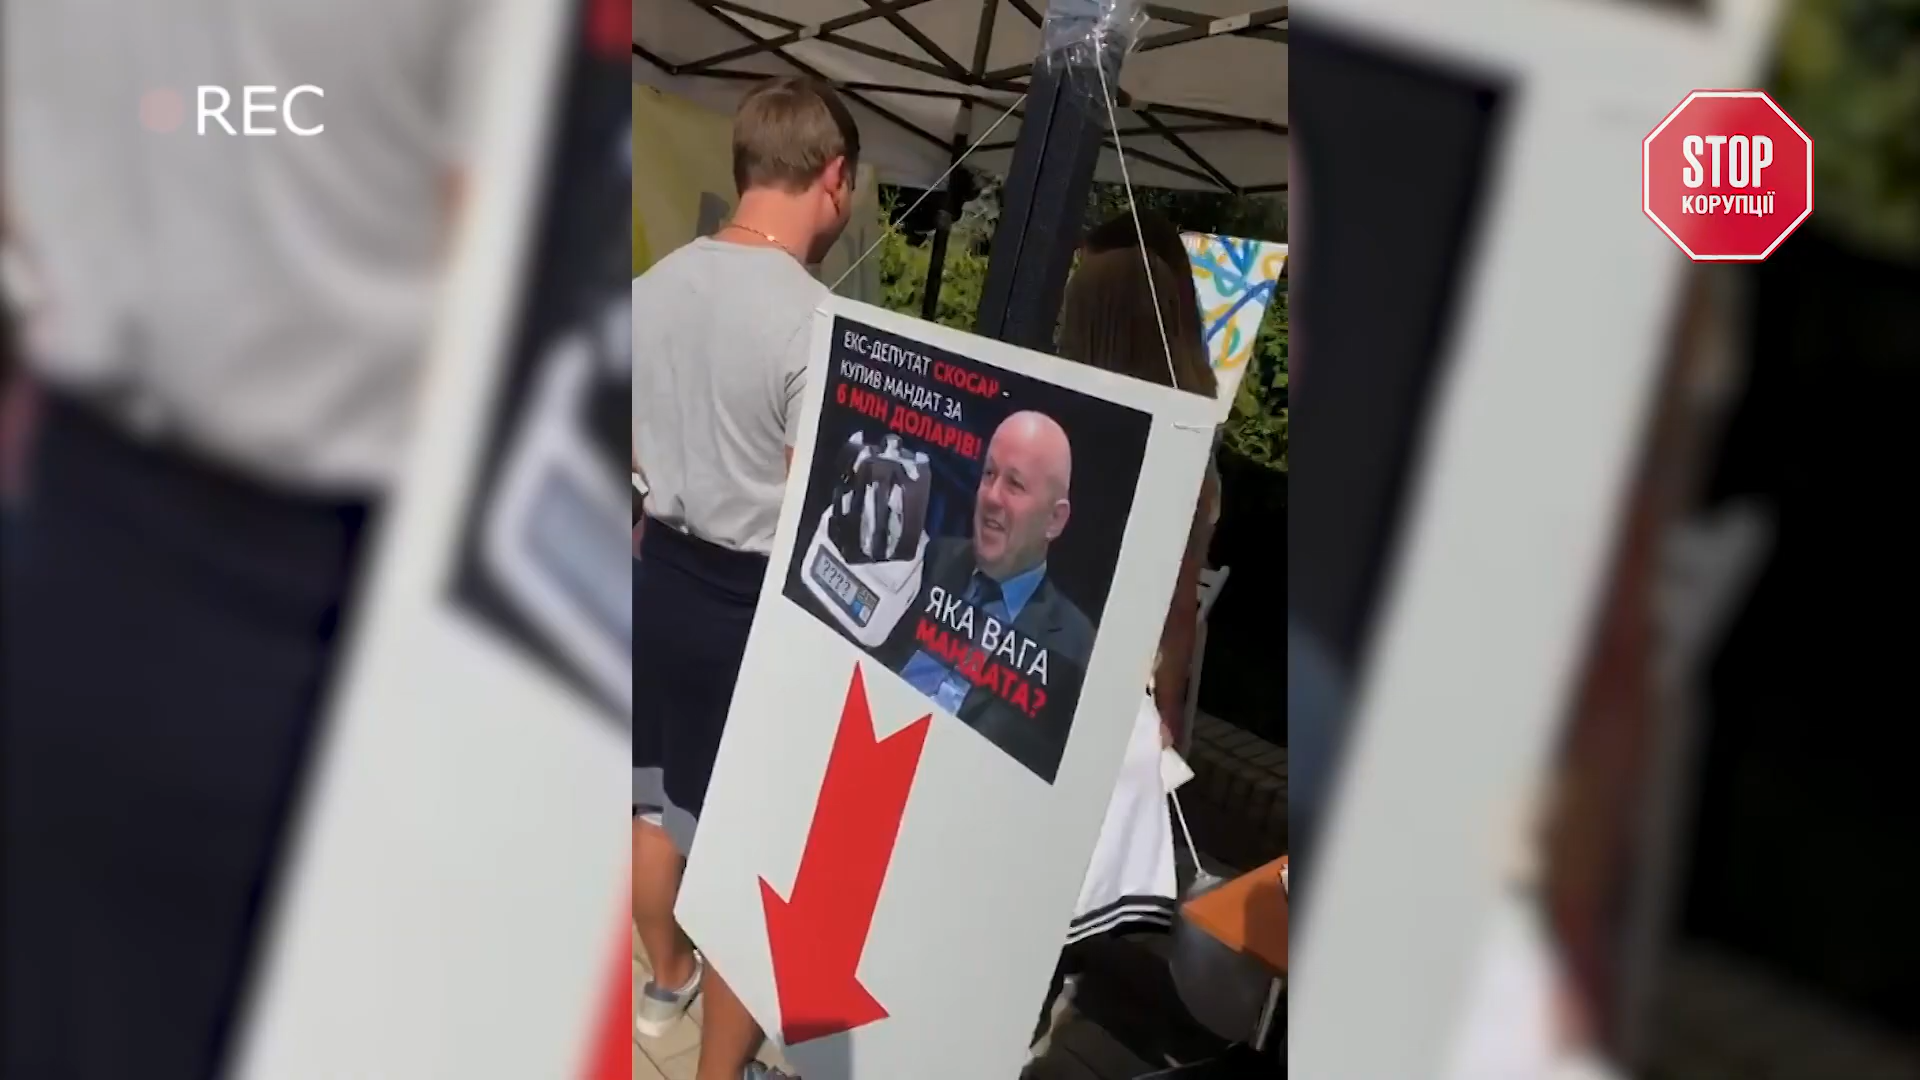 REC
STOP
КОРУПЦІЇ
ЕКС-ДЕПУТАТ СКОСАР -
КУПИВ МАНДАТ ЗА
6 МЛН ДОЛАРІВ!
????
ЯКА ВАГА
МАНДАТА?